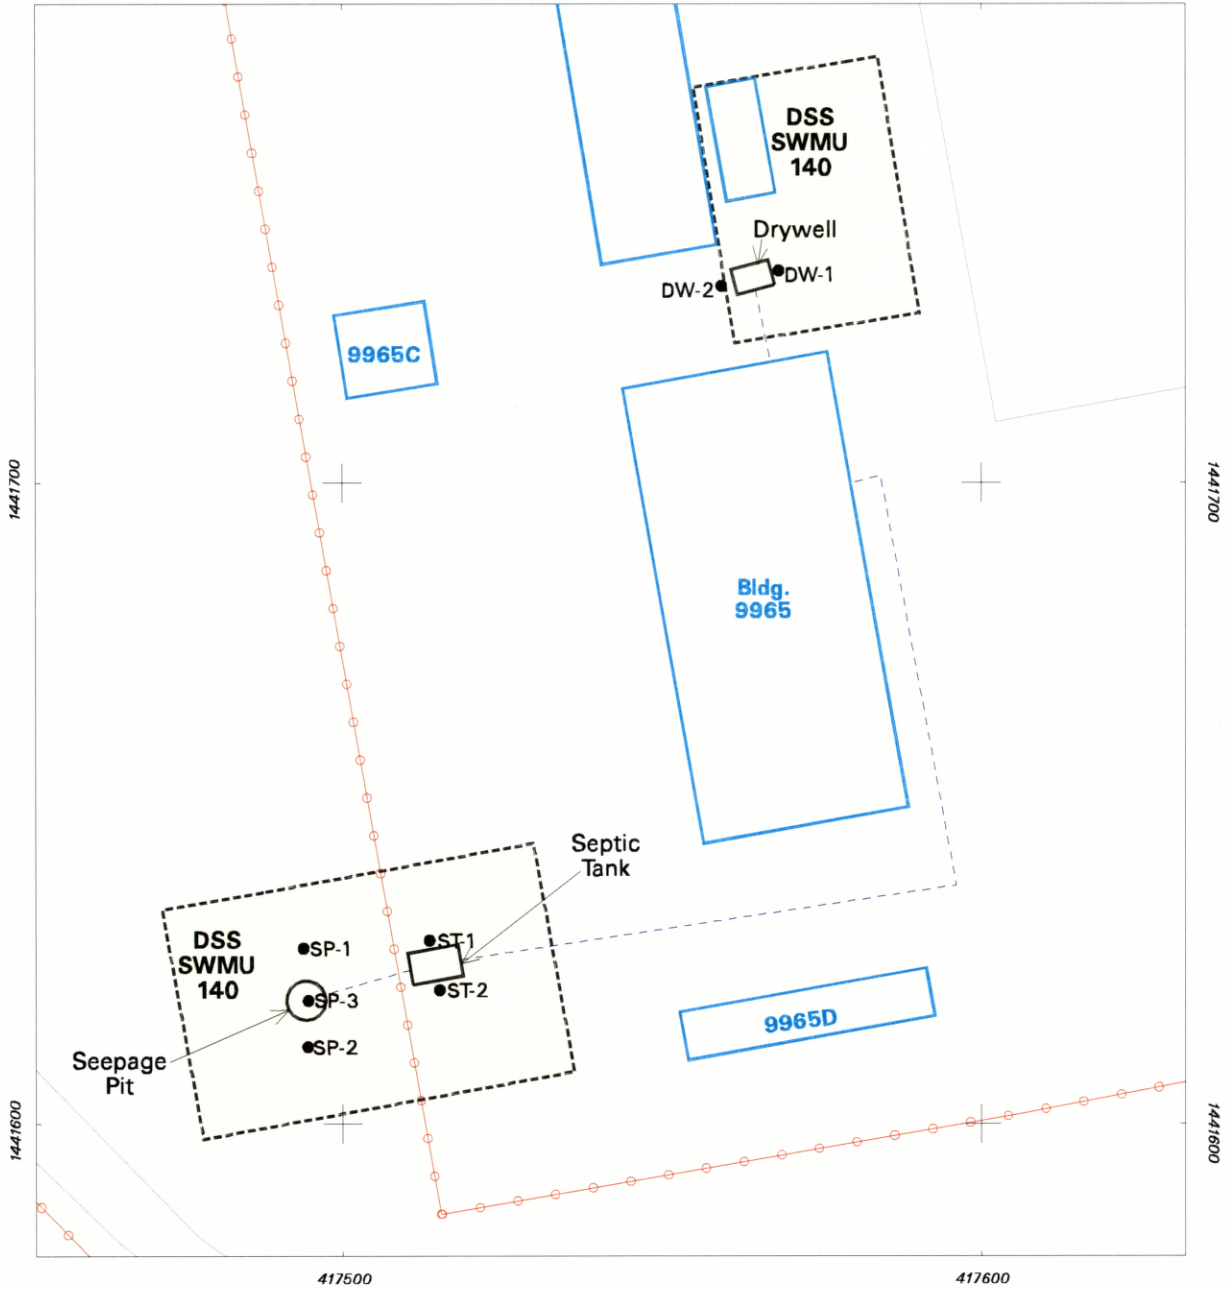 DSS
SWMU
140
Drywell
DW-1
DW-2
9965C
1441700
1441700
Bldg.
9965
Septic
Tank
DSS
SWMU
140
SP-1
ST-1
SP-3
ST-2
9965D
SP-2
Seepage
Pit
1441600
1441600
417500
417600